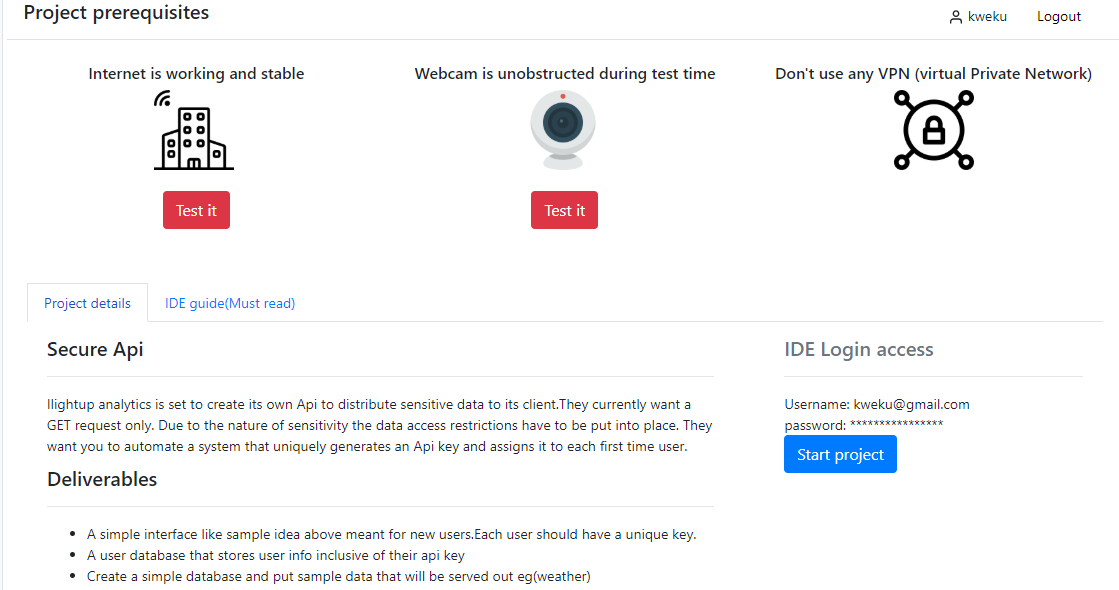 Project prerequisites
kweku
Logout
Internet is working and stable
Webcam is unobstructed during test time
Don't use any VPN (virtual Private Network)
Test it
Test it
Project details
IDE guide(Must read)
Secure Api
Ilightup analytics is set to create its own Api to distribute sensitive data to its client.They currently want a
GET request only. Due to the nature of sensitivity the data access restrictions have to be put into place. They
want you to automate a system that uniquely generates an Api key and assigns it to each first time user.
Deliverables
• A simple interface like sample idea above meant for new users.Each user should have a unique key.
• A user database that stores user info inclusive of their api key
• Create a simple database and put sample data that will be served out eg(weather)
IDE Login access
Username: kweku@gmail.com
password: ****************
Start project